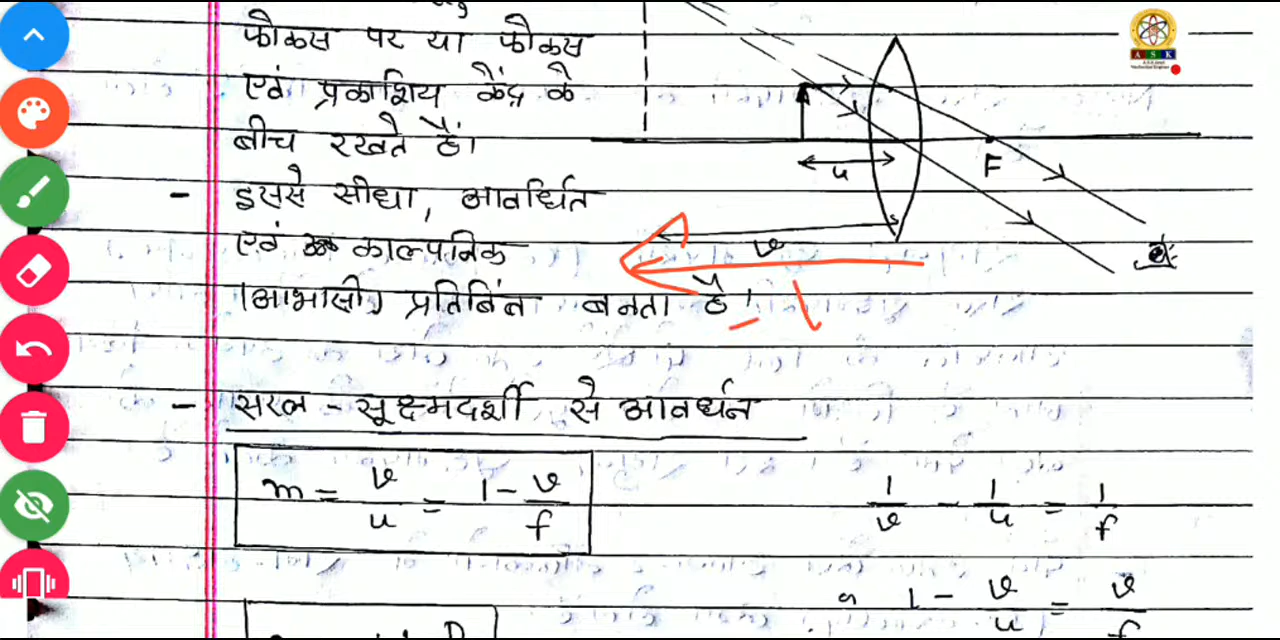 फोकस पर या फोकस
एवं प्रकाशिय केंद्र के
बीच रखते हैं।
- इससे सीधा, आवर्धित
एवं काल्पनिक
(आभासी) प्रतिबिंत बनता है।
F
u
v
- सरल - सूक्ष्मदर्शी से आवर्धन
m = v/u = 1 - v/f
1/v - 1/u = 1/f
1 - v/u = v/f
A S K
D